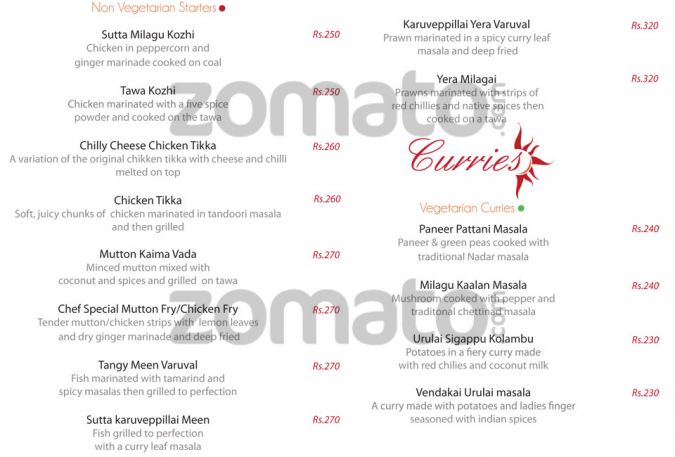 Non Vegetarian Starters
Sutta Milagu Kozhi Rs.250
Chicken in peppercorn and
ginger marinade cooked on coal
Tawa Kozhi Rs.250
Chicken marinated with a five spice
powder and cooked on the tawa
Chilly Cheese Chicken Tikka Rs.260
A variation of the original chikken tikka with cheese and chilli
melted on top
Chicken Tikka Rs.260
Soft, juicy chunks of chicken marinated in tandoori masala
and then grilled
Mutton Kaima Vada Rs.270
Minced mutton mixed with
coconut and spices and grilled on tawa
Chef Special Mutton Fry/Chicken Fry Rs.270
Tender mutton/chicken strips with lemon leaves
and dry ginger marinade and deep fried
Tangy Meen Varuval Rs.270
Fish marinated with tamarind and
spicy masalas then grilled to perfection
Sutta karuveppillai Meen Rs.270
Fish grilled to perfection
with a curry leaf masala
Karuveppillai Yera Varuval Rs.320
Prawn marinated in a spicy curry leaf
masala and deep fried
Yera Milagai Rs.320
Prawns marinated with strips of
red chillies and native spices then
cooked on a tawa
Curries
Vegetarian Curries
Paneer Pattani Masala Rs.240
Paneer & green peas cooked with
traditional Nadar masala
Milagu Kaalan Masala Rs.240
Mushroom cooked with pepper and
traditonal chettinad masala
Urulai Sigappu Kolambu Rs.230
Potatoes in a fiery curry made
with red chilies and coconut milk
Vendakai Urulai masala Rs.230
A curry made with potatoes and ladies finger
seasoned with indian spices
zomato.com
zomato.com